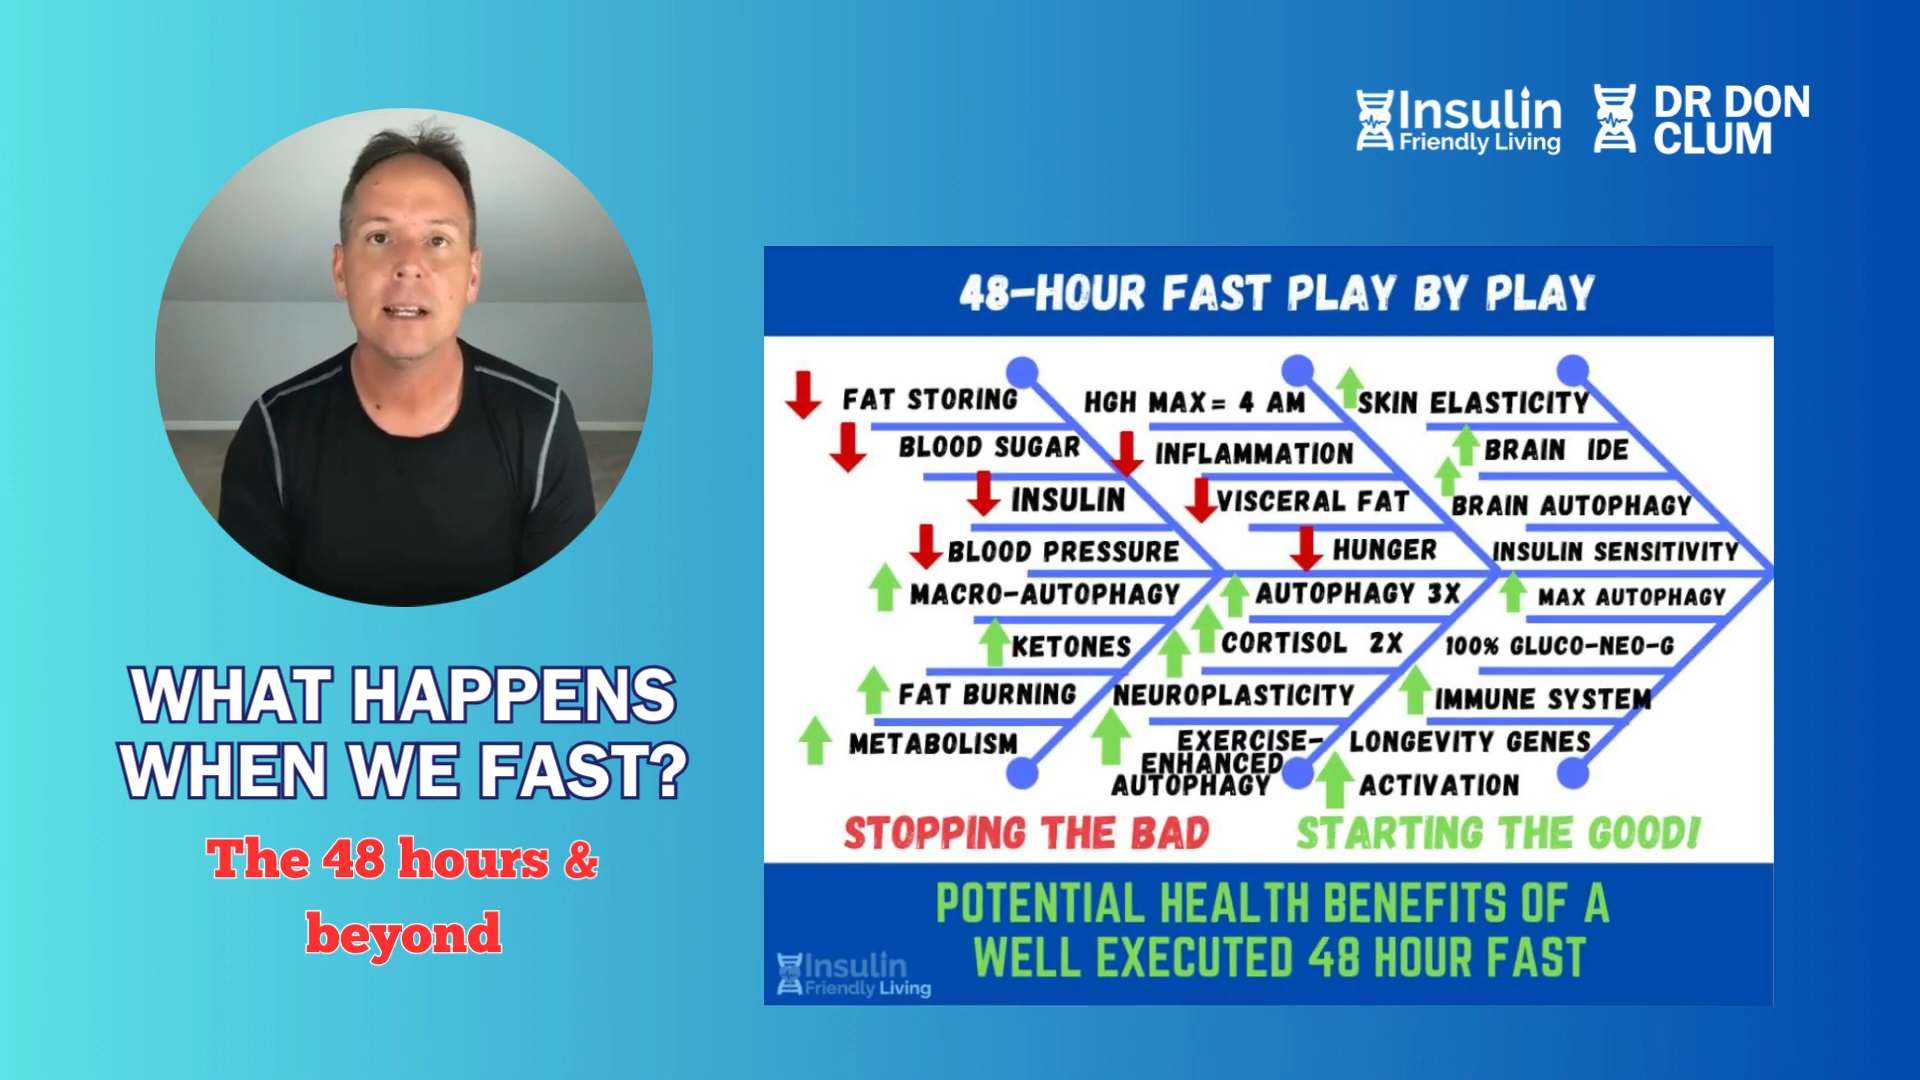 Insulin
Friendly Living
DR DON
CLUM
48-HOUR FAST PLAY BY PLAY
FAT STORING
BLOOD SUGAR
INSULIN
BLOOD PRESSURE
MACRO-AUTOPHAGY
KETONES
FAT BURNING
METABOLISM
HGH MAX= 4 AM
INFLAMMATION
VISCERAL FAT
HUNGER
AUTOPHAGY 3X
CORTISOL 2X
NEUROPLASTICITY
EXERCISE-
ENHANCED
AUTOPHAGY
SKIN ELASTICITY
BRAIN IDE
BRAIN AUTOPHAGY
INSULIN SENSITIVITY
MAX AUTOPHAGY
100% GLUCO-NEO-G
IMMUNE SYSTEM
LONGEVITY GENES
ACTIVATION
STOPPING THE BAD
STARTING THE GOOD!
POTENTIAL HEALTH BENEFITS OF A
WELL EXECUTED 48 HOUR FAST
Insulin
Friendly Living
WHAT HAPPENS
WHEN WE FAST?
The 48 hours &
beyond